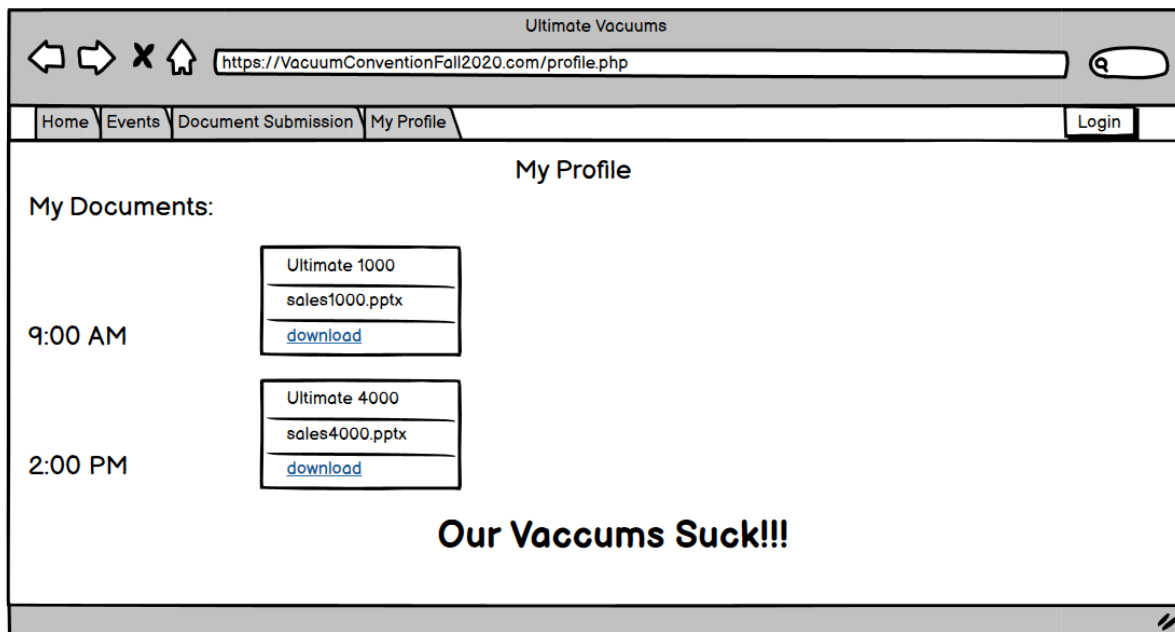 Ultimate Vacuums
https://VacuumConventionFall2020.com/profile.php
Home Events Document Submission My Profile Login
My Profile
My Documents:
Ultimate 1000
sales1000.pptx
9:00 AM download
Ultimate 4000
sales4000.pptx
2:00 PM download
Our Vaccums Suck!!!